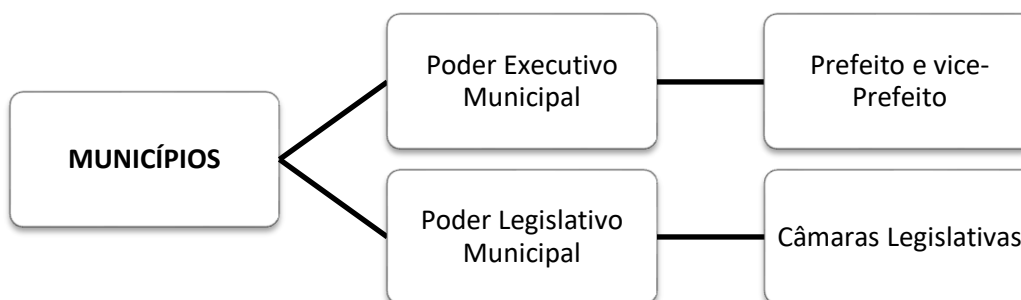 MUNICÍPIOS
Poder Executivo
Municipal
Prefeito e vice-
Prefeito
Poder Legislativo
Municipal
Câmaras Legislativas